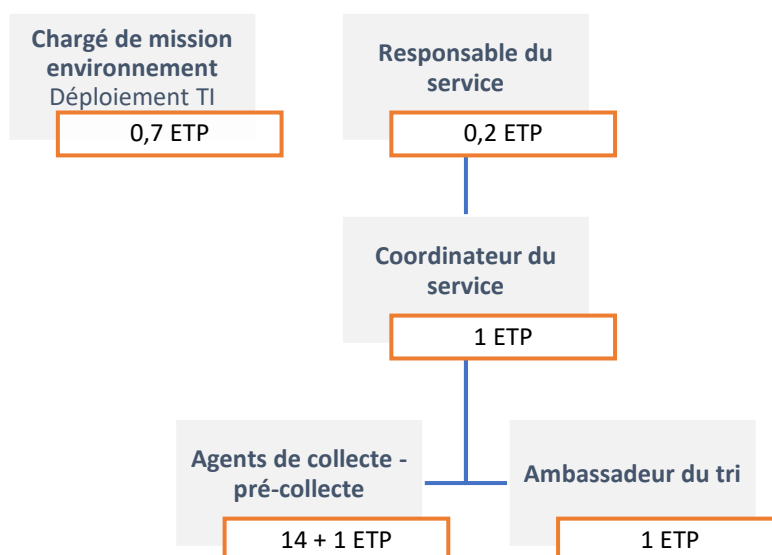 Chargé de mission
environnement
Déploiement TI
0,7 ETP
Responsable du
service
0,2 ETP
Coordinateur du
service
1 ETP
Agents de collecte -
pré-collecte
14 + 1 ETP
Ambassadeur du tri
1 ETP